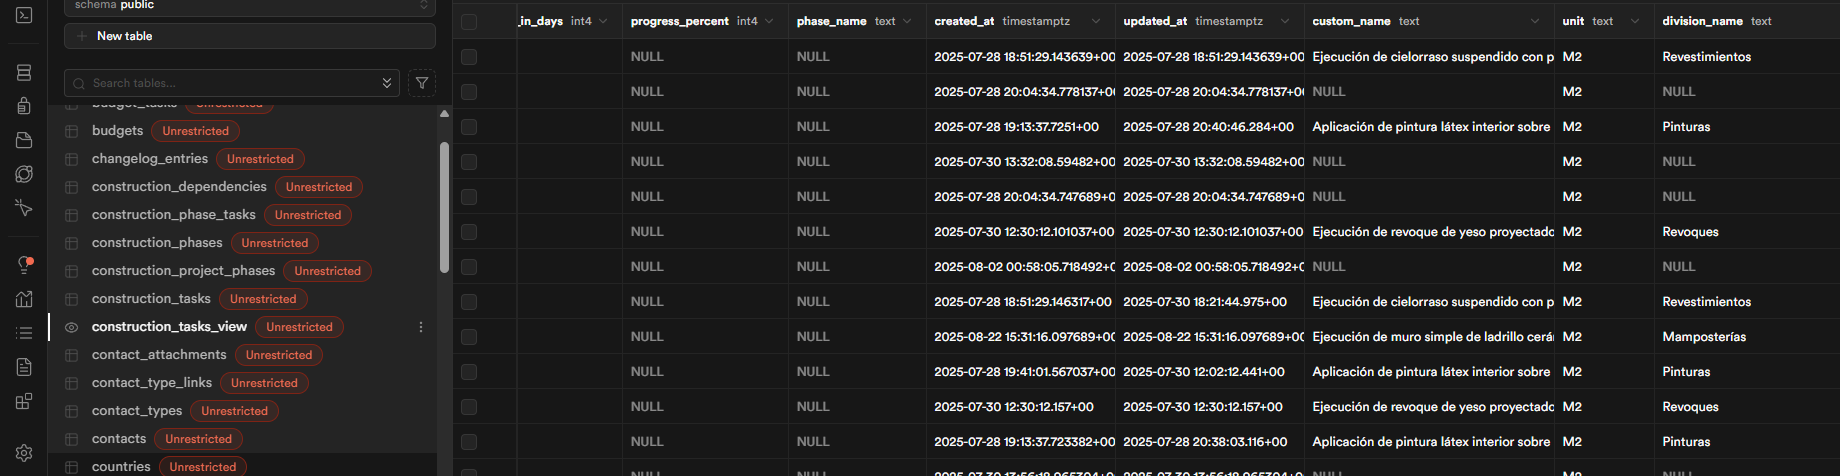 schema public
New table
Search tables...
budget_tasks Unrestricted
budgets Unrestricted
changelog_entries Unrestricted
construction_dependencies Unrestricted
construction_phase_tasks Unrestricted
construction_phases Unrestricted
construction_project_phases Unrestricted
construction_tasks Unrestricted
construction_tasks_view Unrestricted
contact_attachments Unrestricted
contact_type_links Unrestricted
contact_types Unrestricted
contacts Unrestricted
countries Unrestricted
_in_days int4 progress_percent int4 phase_name text created_at timestamptz updated_at timestamptz custom_name text unit text division_name text
NULL NULL 2025-07-28 18:51:29.143639+00 2025-07-28 18:51:29.143639+00 Ejecución de cielorraso suspendido con p M2 Revestimientos
NULL NULL 2025-07-28 20:04:34.778137+0 2025-07-28 20:04:34.778137+0 NULL M2 NULL
NULL NULL 2025-07-28 19:13:37.7251+00 2025-07-28 20:40:46.284+00 Aplicación de pintura látex interior sobre M2 Pinturas
NULL NULL 2025-07-30 13:32:08.59482+00 2025-07-30 13:32:08.59482+00 NULL M2 NULL
NULL NULL 2025-07-28 20:04:34.747689+0 2025-07-28 20:04:34.747689+0 NULL M2 NULL
NULL NULL 2025-07-30 12:30:12.101037+00 2025-07-30 12:30:12.101037+00 Ejecución de revoque de yeso proyectado M2 Revoques
NULL NULL 2025-08-02 00:58:05.718492+0 2025-08-02 00:58:05.718492+0 NULL M2 NULL
NULL NULL 2025-07-28 18:51:29.146317+00 2025-07-30 18:21:44.975+00 Ejecución de cielorraso suspendido con p M2 Revestimientos
NULL NULL 2025-08-22 15:31:16.097689+00 2025-08-22 15:31:16.097689+00 Ejecución de muro simple de ladrillo cerá M2 Mamposterías
NULL NULL 2025-07-28 19:41:01.567037+00 2025-07-30 12:02:12.441+00 Aplicación de pintura látex interior sobre M2 Pinturas
NULL NULL 2025-07-30 12:30:12.157+00 2025-07-30 12:30:12.157+00 Ejecución de revoque de yeso proyectado M2 Revoques
NULL NULL 2025-07-28 19:13:37.723382+00 2025-07-28 20:38:03.116+00 Aplicación de pintura látex interior sobre M2 Pinturas